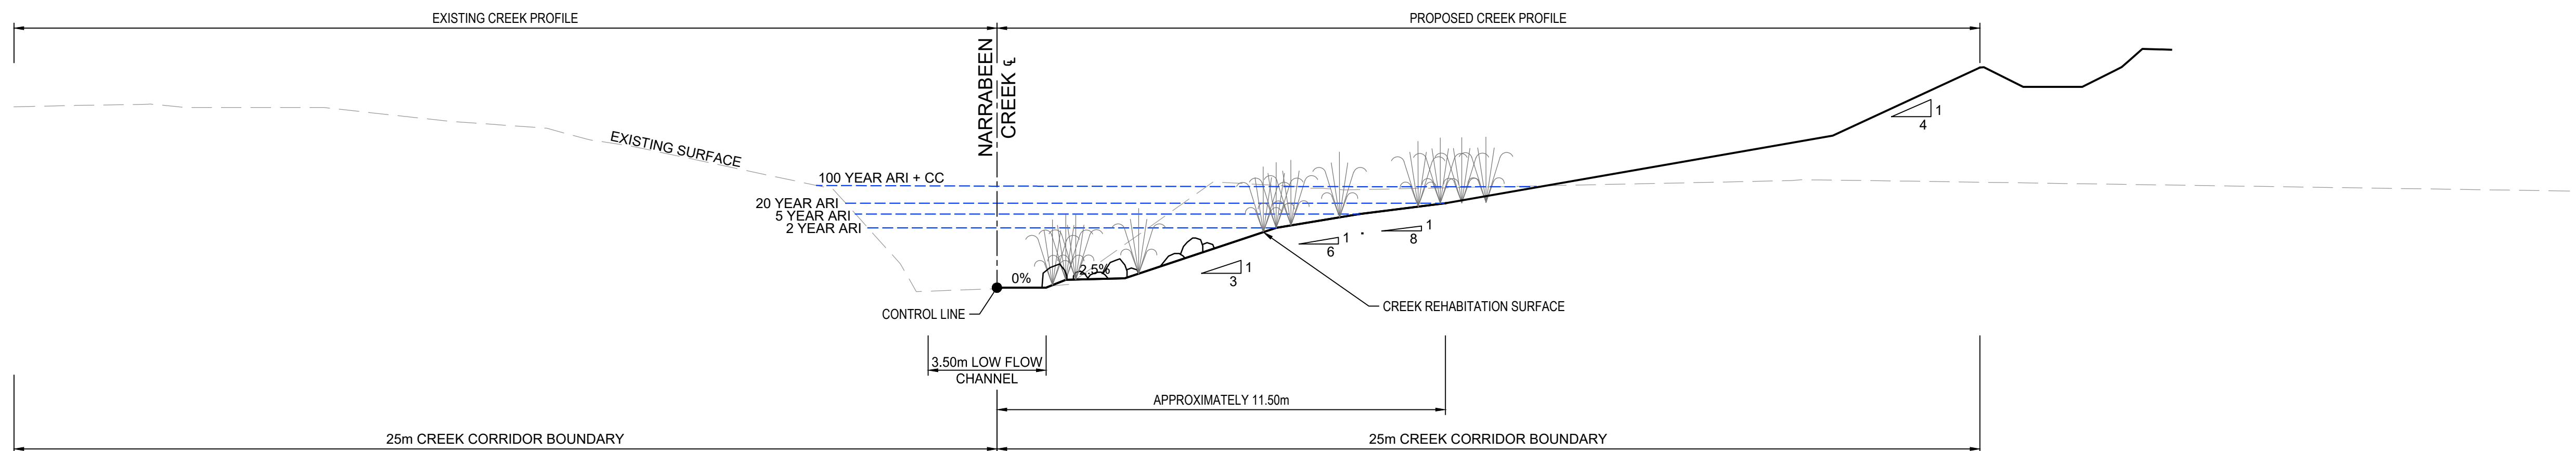 EXISTING CREEK PROFILE
PROPOSED CREEK PROFILE
NARRABEEN
CREEK ℄
EXISTING SURFACE
1
4
100 YEAR ARI + CC
20 YEAR ARI
5 YEAR ARI
2 YEAR ARI
1
8
1
6
1
3
0%
2.5%
CONTROL LINE
CREEK REHABITATION SURFACE
3.50m LOW FLOW
CHANNEL
APPROXIMATELY 11.50m
25m CREEK CORRIDOR BOUNDARY
25m CREEK CORRIDOR BOUNDARY